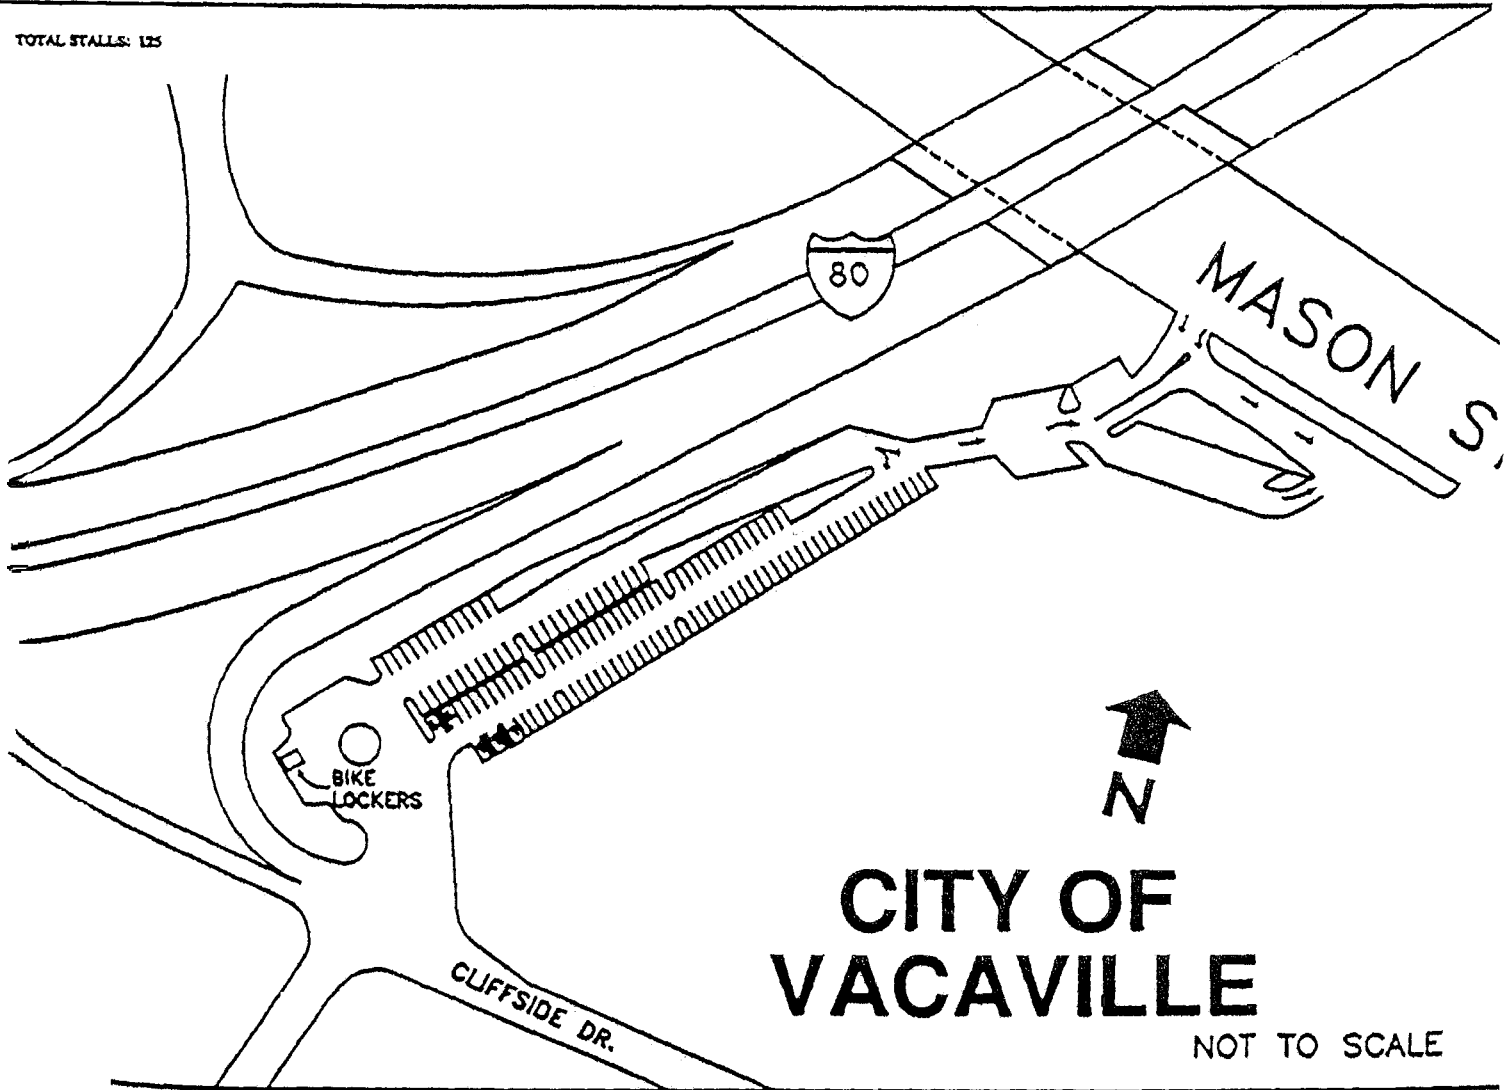 TOTAL STALLS: 125
80
MASON S
BIKE
LOCKERS
N
CITY OF
VACAVILLE
CLIFFSIDE DR.
NOT TO SCALE